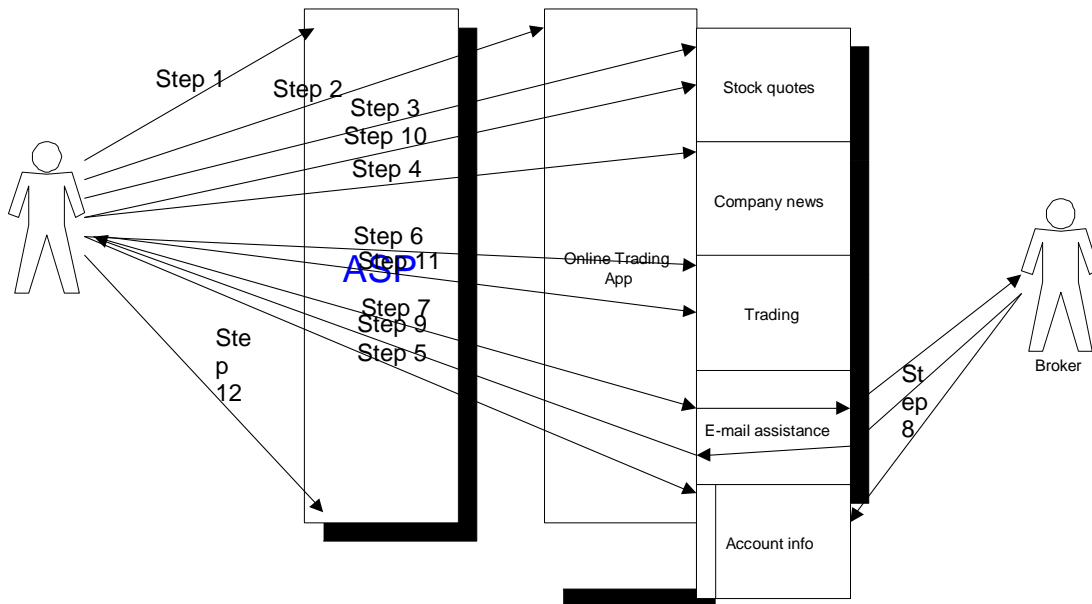 Step 1
Step 2
Step 3
Step 10
Step 4
Stock quotes
Company news
Step 6
Step 11
ASP
Online Trading
App
Step 7
Step 9
Step 5
Trading
Ste
p
12
Broker
St
ep
8
E-mail assistance
Account info